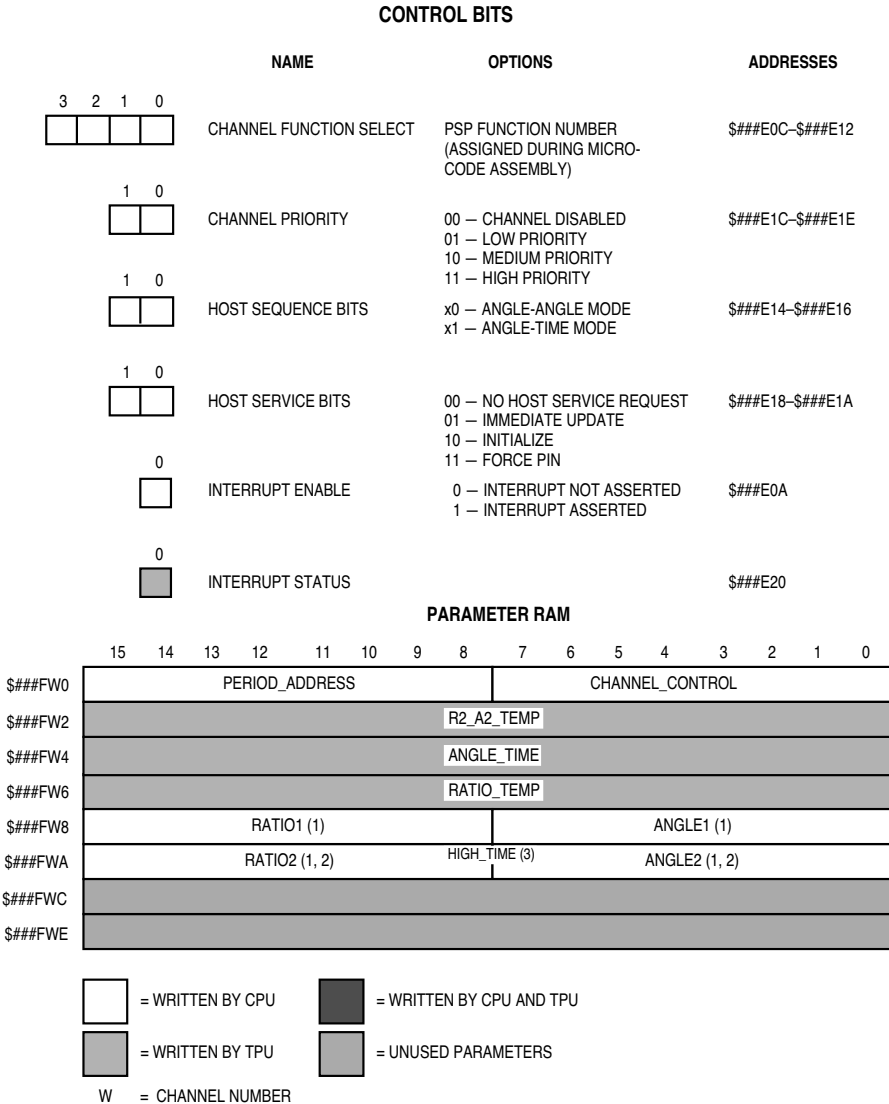 CONTROL BITS
NAME OPTIONS ADDRESSES
3 2 1 0
CHANNEL FUNCTION SELECT PSP FUNCTION NUMBER $###E0C–$###E12
(ASSIGNED DURING MICRO-
CODE ASSEMBLY)
1 0
CHANNEL PRIORITY 00 — CHANNEL DISABLED $###E1C–$###E1E
01 — LOW PRIORITY
10 — MEDIUM PRIORITY
11 — HIGH PRIORITY
1 0
HOST SEQUENCE BITS x0 — ANGLE-ANGLE MODE $###E14–$###E16
x1 — ANGLE-TIME MODE
1 0
HOST SERVICE BITS 00 — NO HOST SERVICE REQUEST $###E18–$###E1A
01 — IMMEDIATE UPDATE
10 — INITIALIZE
11 — FORCE PIN
0
INTERRUPT ENABLE 0 — INTERRUPT NOT ASSERTED $###E0A
1 — INTERRUPT ASSERTED
0
INTERRUPT STATUS $###E20
PARAMETER RAM
15 14 13 12 11 10 9 8 7 6 5 4 3 2 1 0
$###FW0 PERIOD_ADDRESS CHANNEL_CONTROL
$###FW2 R2_A2_TEMP
$###FW4 ANGLE_TIME
$###FW6 RATIO_TEMP
$###FW8 RATIO1 (1) ANGLE1 (1)
$###FWA RATIO2 (1, 2) HIGH_TIME (3) ANGLE2 (1, 2)
$###FWC
$###FWE
= WRITTEN BY CPU = WRITTEN BY CPU AND TPU
= WRITTEN BY TPU = UNUSED PARAMETERS
W = CHANNEL NUMBER